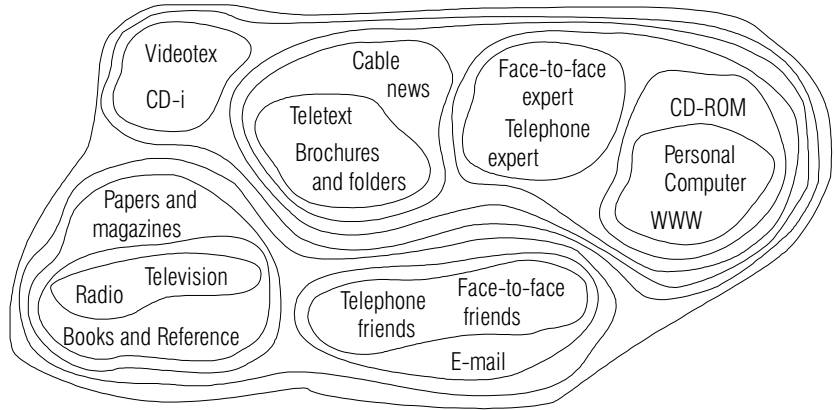 Videotex
CD-i
Cable
news
Teletext
Brochures
and folders
Face-to-face
expert
Telephone
expert
CD-ROM
Personal
Computer
WWW
Papers and
magazines
Television
Radio
Books and Reference
Telephone
friends
Face-to-face
friends
E-mail